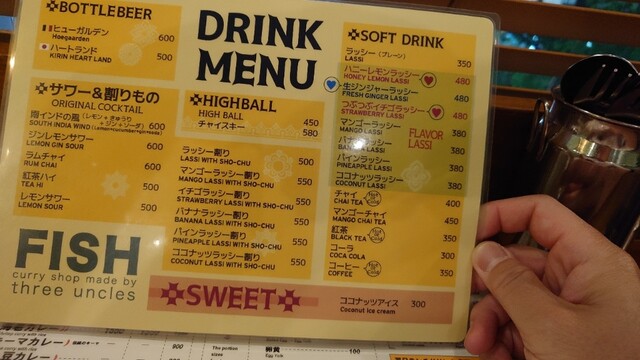 BOTTLE BEER
ヒューガルデン 600
Hoegaarden
ハートランド 500
KIRIN HEART LAND
サワー&割りもの
ORIGINAL COCKTAIL
南インドの風(レモン+きゅうり+ジン+ソーダ) 600
SOUTH INDIA WIND
ジンレモンサワー 600
LEMON GIN SOUR
ラムチャイ 600
RUM CHAI
紅茶ハイ 500
TEA HI
レモンサワー 500
LEMON SOUR
FISH
curry shop made by
three uncles
DRINK
MENU
HIGHBALL
HIGH BALL 450
チャイスキー 580
ラッシー割り 500
LASSI WITH SHO-CHU
マンゴーラッシー割り 550
MANGO LASSI WITH SHO-CHU
イチゴラッシー割り 550
STRAWBERRY LASSI WITH SHO-CHU
バナナラッシー割り 550
BANANA LASSI WITH SHO-CHU
パインラッシー割り 550
PINEAPPLE LASSI WITH SHO-CHU
ココナツラッシー割り 550
COCONUT LASSI WITH SHO-CHU
SOFT DRINK
ラッシー(プレーン) 350
LASSI
ハニーレモンラッシー 480
HONEY LEMON LASSI
生ジンジャーラッシー 480
FRESH GINGER LASSI
つぶつぶイチゴラッシー 480
STRAWBERRY LASSI
マンゴーラッシー 380
MANGO LASSI
バナナラッシー 380
BANANA LASSI
パインラッシー 380
PINEAPPLE LASSI
ココナツラッシー 380
COCONUT LASSI
FLAVOR
LASSI
チャイ 400
CHAI TEA
マンゴーチャイ 450
MANGO CHAI TEA
紅茶 350
BLACK TEA
コーラ 300
COCA COLA
コーヒー 350
COFFEE
SWEET
ココナッツアイス 300
Coconut ice cream